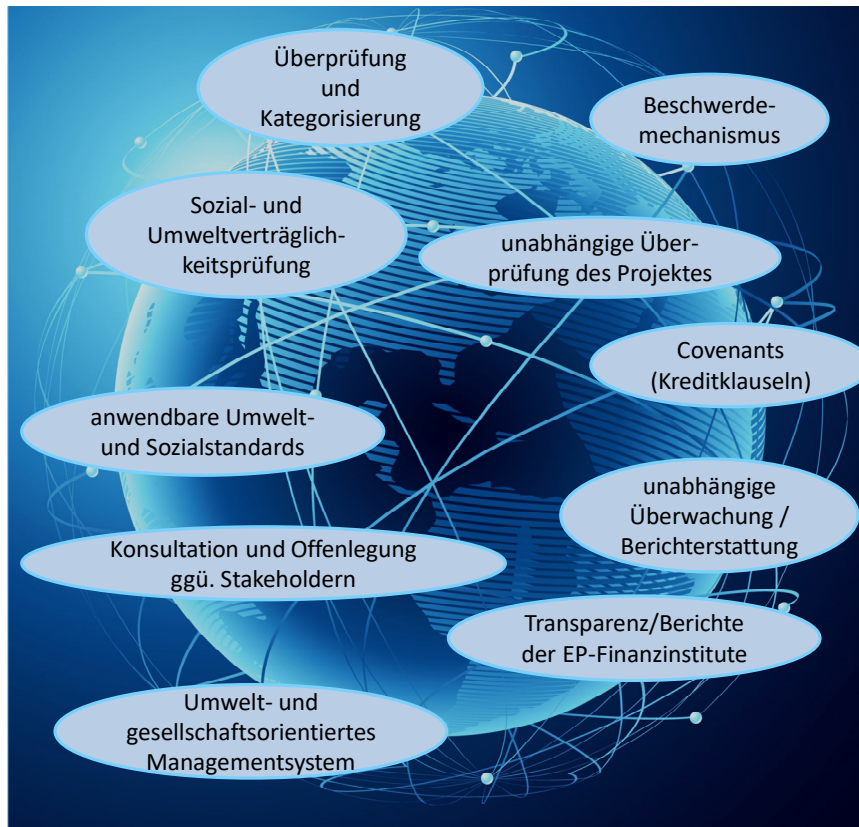 Überprüfung
und
Kategorisierung
Beschwerde-
mechanismus
Sozial- und
Umweltverträglich-
keitsprüfung
unabhängige Über-
prüfung des Projektes
Covenants
(Kreditklauseln)
anwendbare Umwelt-
und Sozialstandards
unabhängige
Überwachung /
Berichterstattung
Konsultation und Offenlegung
ggü. Stakeholdern
Transparenz/Berichte
der EP-Finanzinstitute
Umwelt- und
gesellschaftsorientiertes
Managementsystem